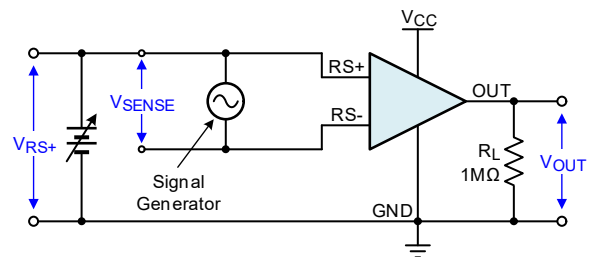 VCC
RS+
OUT
VSENSE
RS-
VRS+
RL
1MΩ
VOUT
Signal
Generator
GND